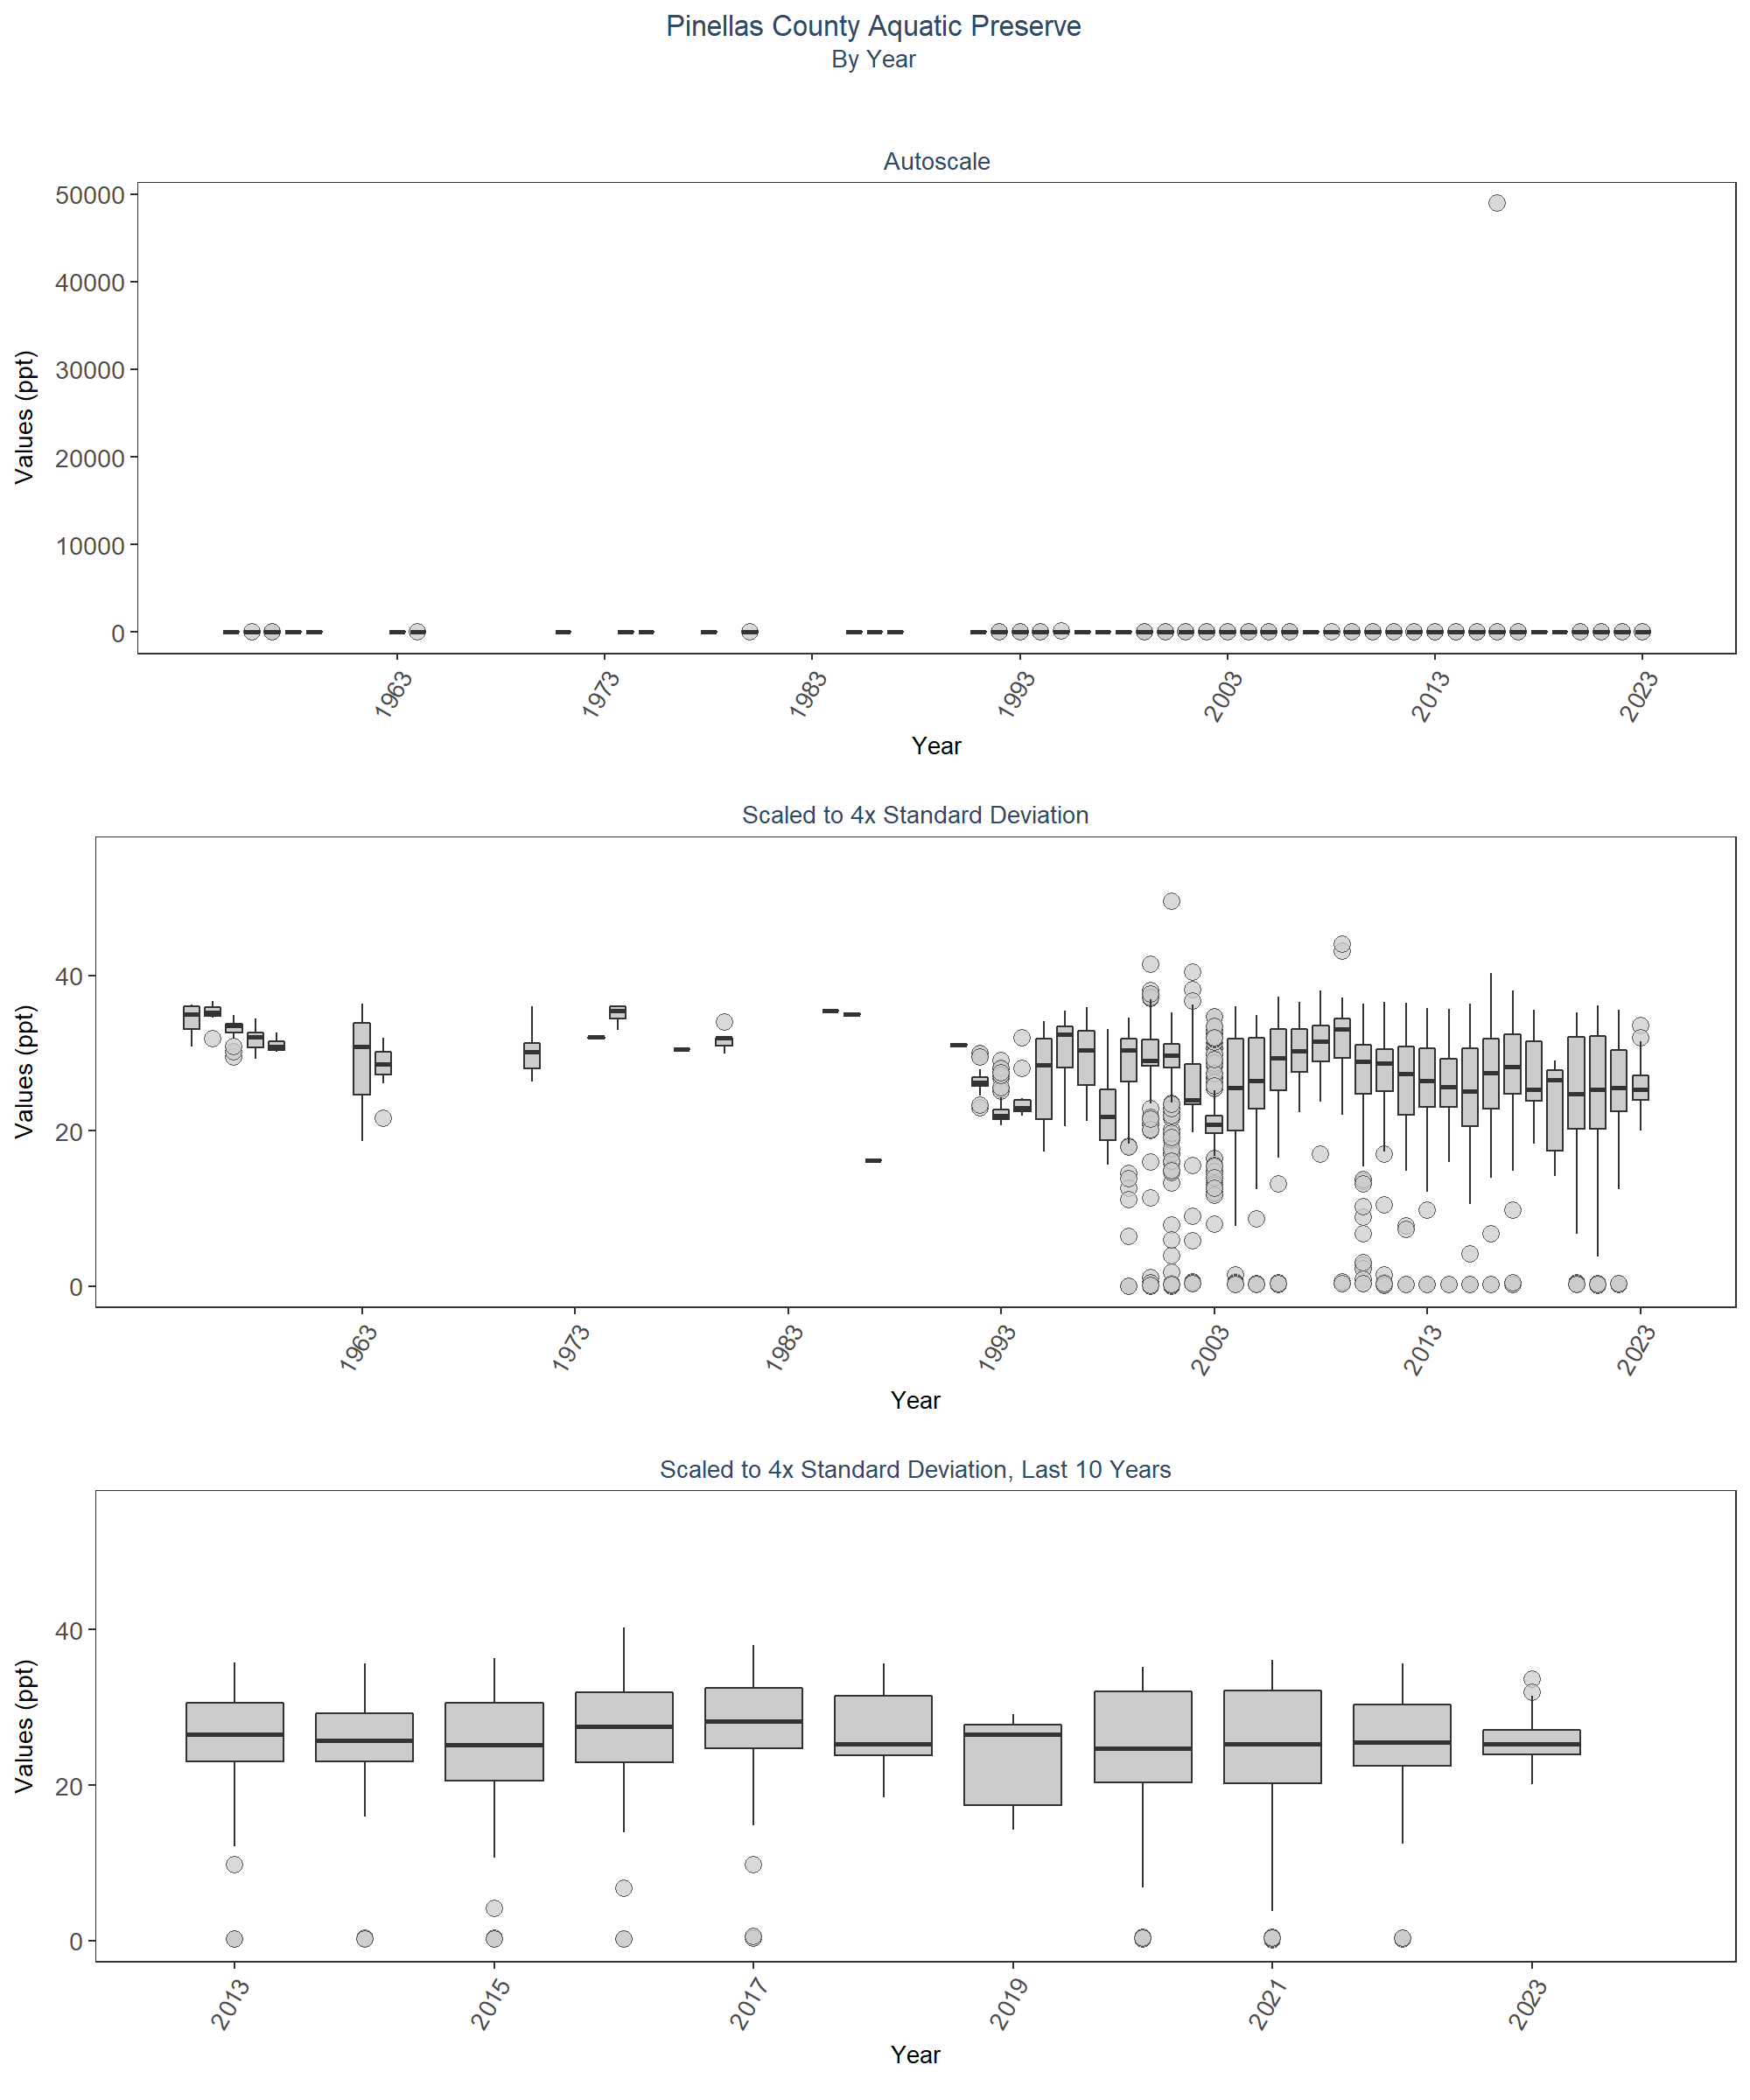 Pinellas County Aquatic Preserve
By Year
Autoscale
Values (ppt)
50000
40000
30000
20000
10000
0
1963 1973 1983 1993 2003 2013 2023
Year
Scaled to 4x Standard Deviation
Values (ppt)
40
20
0
1963 1973 1983 1993 2003 2013 2023
Year
Scaled to 4x Standard Deviation, Last 10 Years
Values (ppt)
40
20
0
2013 2015 2017 2019 2021 2023
Year